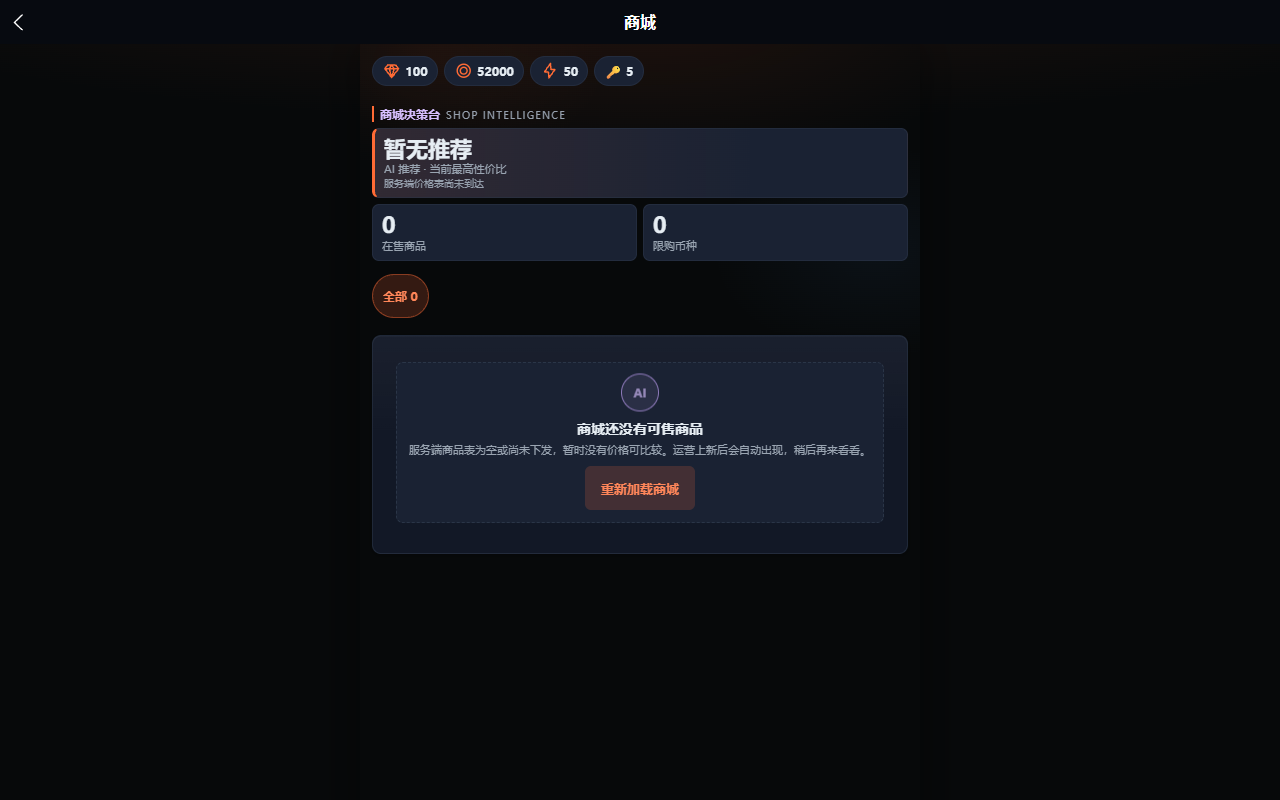 商城
100 52000 50 5
商城决策台 SHOP INTELLIGENCE
暂无推荐
AI 推荐 · 当前最高性价比
服务端价格表尚未到达
0 0
在售商品 限购币种
全部 0
AI
商城还没有可售商品
服务端商品表为空或尚未下发，暂时没有价格可比较。运营上新后会自动出现，稍后再来看看。
重新加载商城